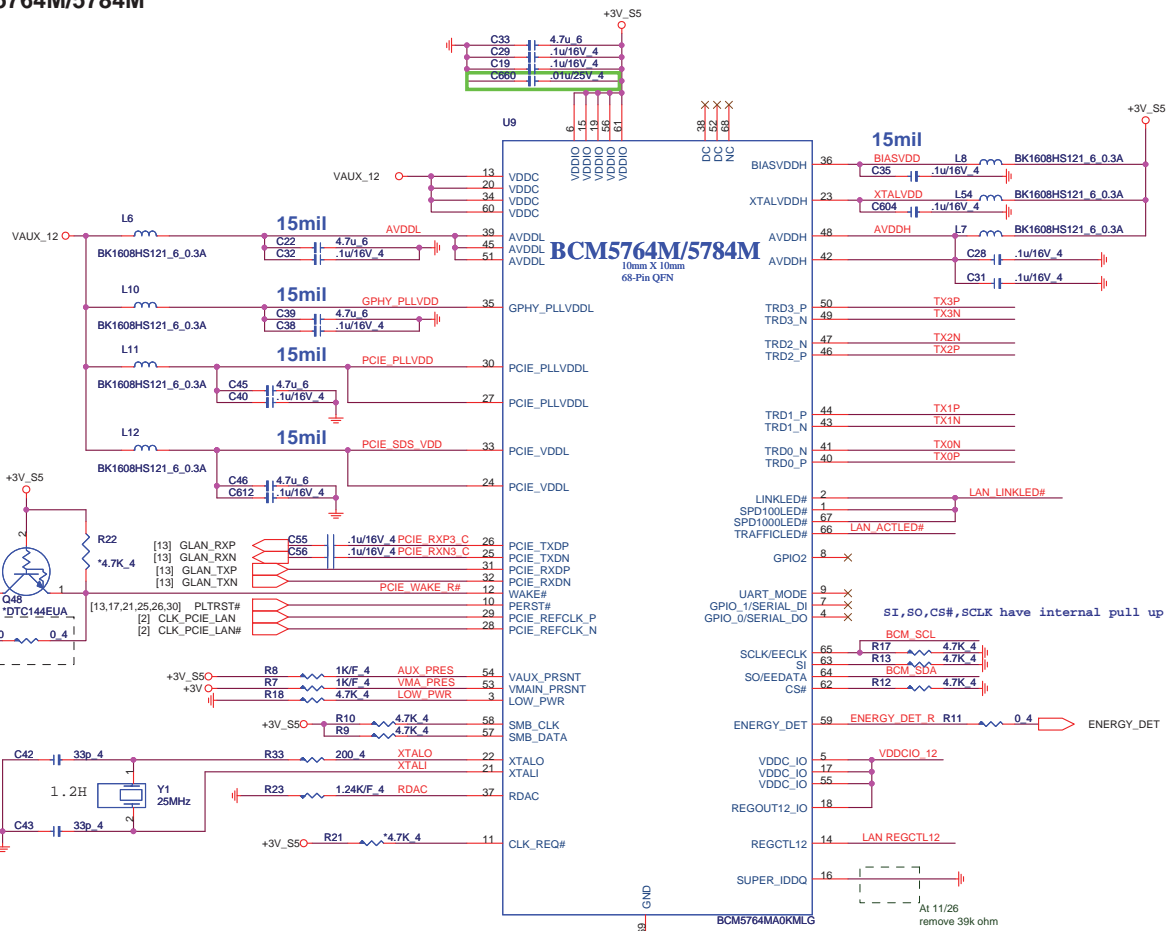 5764M/5784M
+3V_S5
C33 4.7u_6
C29 .1u/16V_4
C19 .1u/16V_4
C660 .01u/25V_4
U9
6 15 19 56 61
VDDIO VDDIO VDDIO VDDIO VDDIO
38 52 68
DC DC NC
+3V_S5
15mil
BIASVDDH 36 BIASVDD L8 BK1608HS121_6_0.3A
C35 .1u/16V_4
XTALVDDH 23 XTALVDD L54 BK1608HS121_6_0.3A
C604 .1u/16V_4
AVDDH 48 AVDDH L7 BK1608HS121_6_0.3A
AVDDH 42 C28 .1u/16V_4
C31 .1u/16V_4
VAUX_12 13 VDDC
20 VDDC
34 VDDC
60 VDDC
VAUX_12 L6 15mil AVDDL 39 AVDDL
BK1608HS121_6_0.3A C22 4.7u_6 45 AVDDL
C32 .1u/16V_4 51 AVDDL
BCM5764M/5784M
10mm X 10mm
68-Pin QFN
L10 15mil GPHY_PLLVDD 35 GPHY_PLLVDDL
BK1608HS121_6_0.3A C39 4.7u_6
C38 .1u/16V_4
L11 15mil PCIE_PLLVDD 30 PCIE_PLLVDDL
BK1608HS121_6_0.3A C45 4.7u_6
C40 .1u/16V_4 27 PCIE_PLLVDDL
L12 15mil PCIE_SDS_VDD 33 PCIE_VDDL
BK1608HS121_6_0.3A C46 4.7u_6 24 PCIE_VDDL
C612 .1u/16V_4
TRD3_P 50 TX3P
TRD3_N 49 TX3N
TRD2_N 47 TX2N
TRD2_P 46 TX2P
TRD1_P 44 TX1P
TRD1_N 43 TX1N
TRD0_N 41 TX0N
TRD0_P 40 TX0P
LINKLED# 2 LAN_LINKLED#
SPD100LED# 1
SPD1000LED# 67
TRAFFICLED# 66 LAN_ACTLED#
GPIO2 8
UART_MODE 9
GPIO_1/SERIAL_DI 7
GPIO_0/SERIAL_DO 4
+3V_S5
2
R22
*4.7K_4
Q48 1
*DTC144EUA
0 0_4
[13] GLAN_RXP C55 .1u/16V_4 PCIE_RXP3_C 26 PCIE_TXDP
[13] GLAN_RXN C56 .1u/16V_4 PCIE_RXN3_C 25 PCIE_TXDN
[13] GLAN_TXP 31 PCIE_RXDP
[13] GLAN_TXN 32 PCIE_RXDN
PCIE_WAKE_R# 12 WAKE#
[13,17,21,25,26,30] PLTRST# 10 PERST#
[2] CLK_PCIE_LAN 29 PCIE_REFCLK_P
[2] CLK_PCIE_LAN# 28 PCIE_REFCLK_N
SI,SO,CS#,SCLK have internal pull up
BCM_SCL
SCLK/EECLK 65 R17 4.7K_4
SI 63 R13 4.7K_4
SO/EEDATA 64 BCM_SDA
CS# 62 R12 4.7K_4
+3V_S5 R8 1K/F_4 AUX_PRES 54 VAUX_PRSNT
+3V R7 1K/F_4 VMA_PRES 53 VMAIN_PRSNT
R18 4.7K_4 LOW_PWR 3 LOW_PWR
+3V_S5 R10 4.7K_4 58 SMB_CLK
R9 4.7K_4 57 SMB_DATA
ENERGY_DET 59 ENERGY_DET_R R11 0_4 ENERGY_DET
C42 33p_4 R33 200_4 XTALO 22 XTALO
XTALI 21 XTALI
1.2H 1 Y1
25MHz
2
C43 33p_4
R23 1.24K/F_4 RDAC 37 RDAC
VDDC_IO 5 VDDCIO_12
VDDC_IO 17
VDDC_IO 55
REGOUT12_IO 18
+3V_S5 R21 *4.7K_4 11 CLK_REQ#
REGCTL12 14 LAN REGCTL12
SUPER_IDDQ 16
At 11/26
remove 39k ohm
GND
BCM5764MA0KMLG